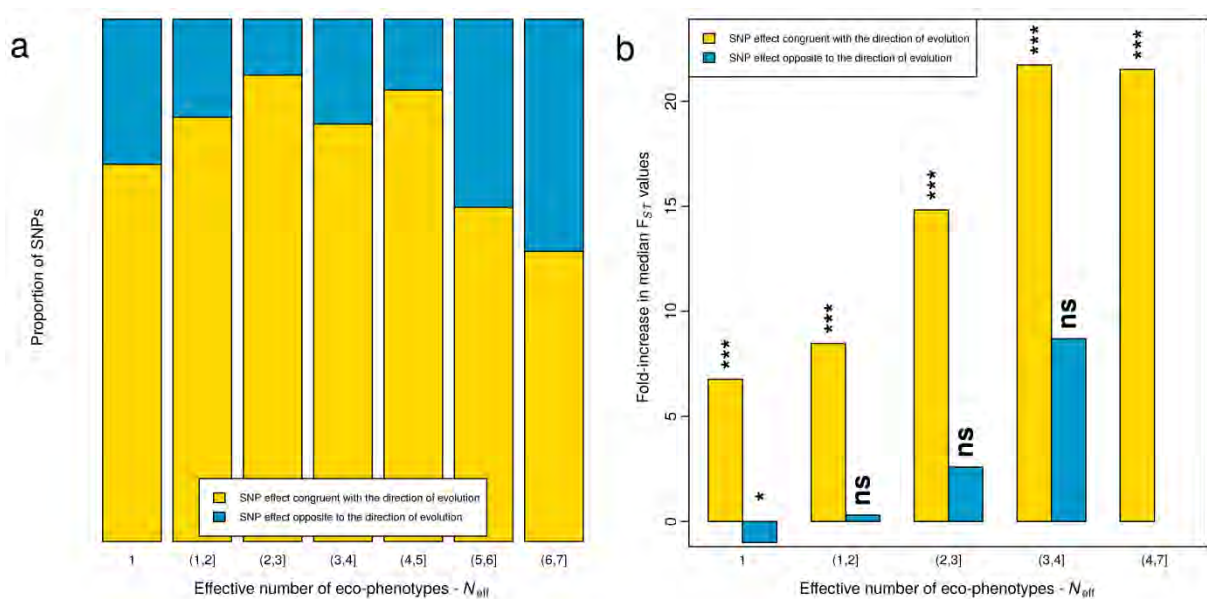 a
Proportion of SNPs
SNP effect congruent with the direction of evolution
SNP effect opposite to the direction of evolution
1 (1,2] (2,3] (3,4] (4,5] (5,6] (6,7]
Effective number of eco-phenotypes - Neff
b
SNP effect congruent with the direction of evolution
SNP effect opposite to the direction of evolution
Fold-increase in median FST values
20
15
10
5
0
***
*
***
ns
***
ns
***
ns
***
1 (1,2] (2,3] (3,4] (4,7]
Effective number of eco-phenotypes - Neff